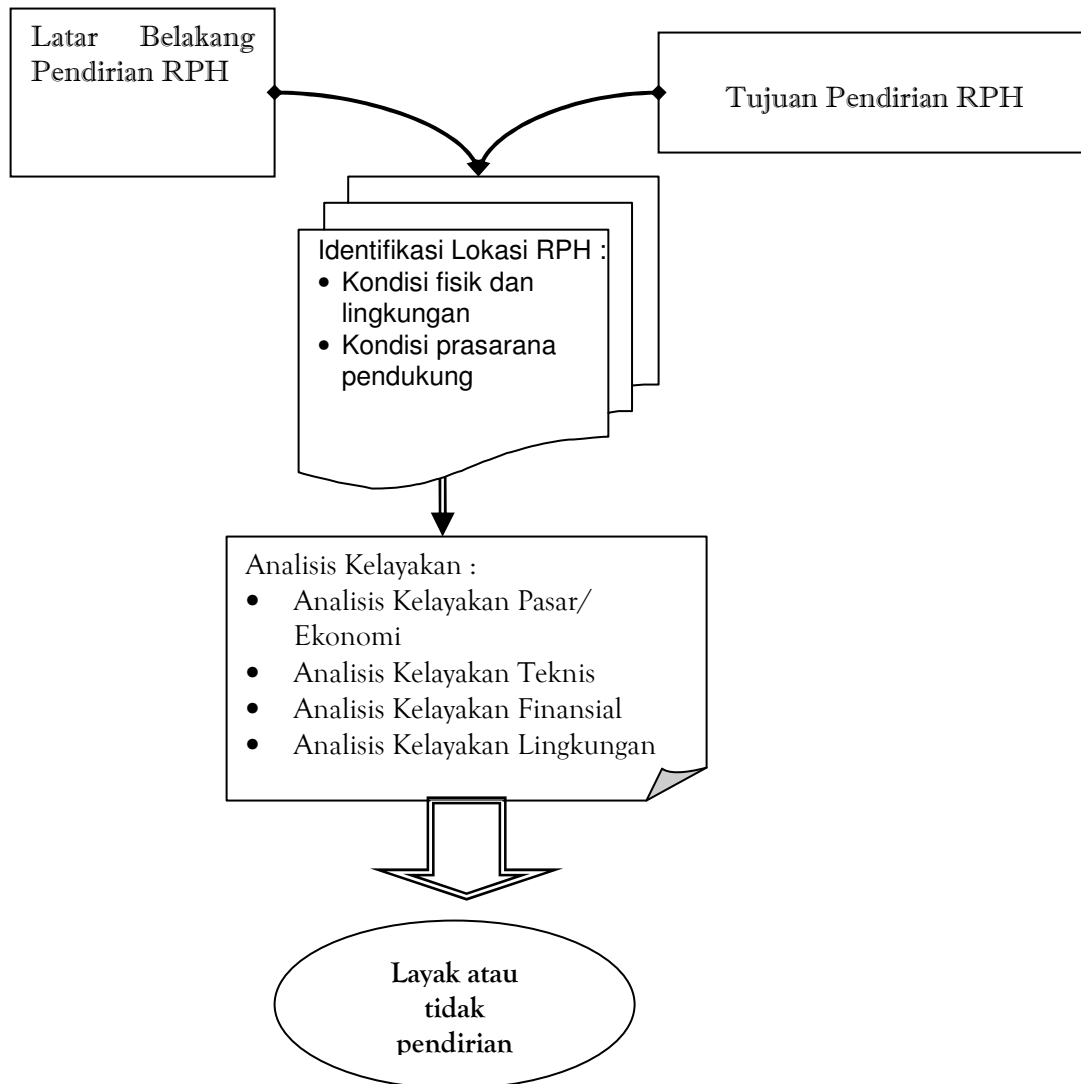 Latar Belakang
Pendirian RPH
Tujuan Pendirian RPH
Identifikasi Lokasi RPH :
• Kondisi fisik dan
lingkungan
• Kondisi prasarana
pendukung
Analisis Kelayakan :
• Analisis Kelayakan Pasar/
Ekonomi
• Analisis Kelayakan Teknis
• Analisis Kelayakan Finansial
• Analisis Kelayakan Lingkungan
Layak atau
tidak
pendirian